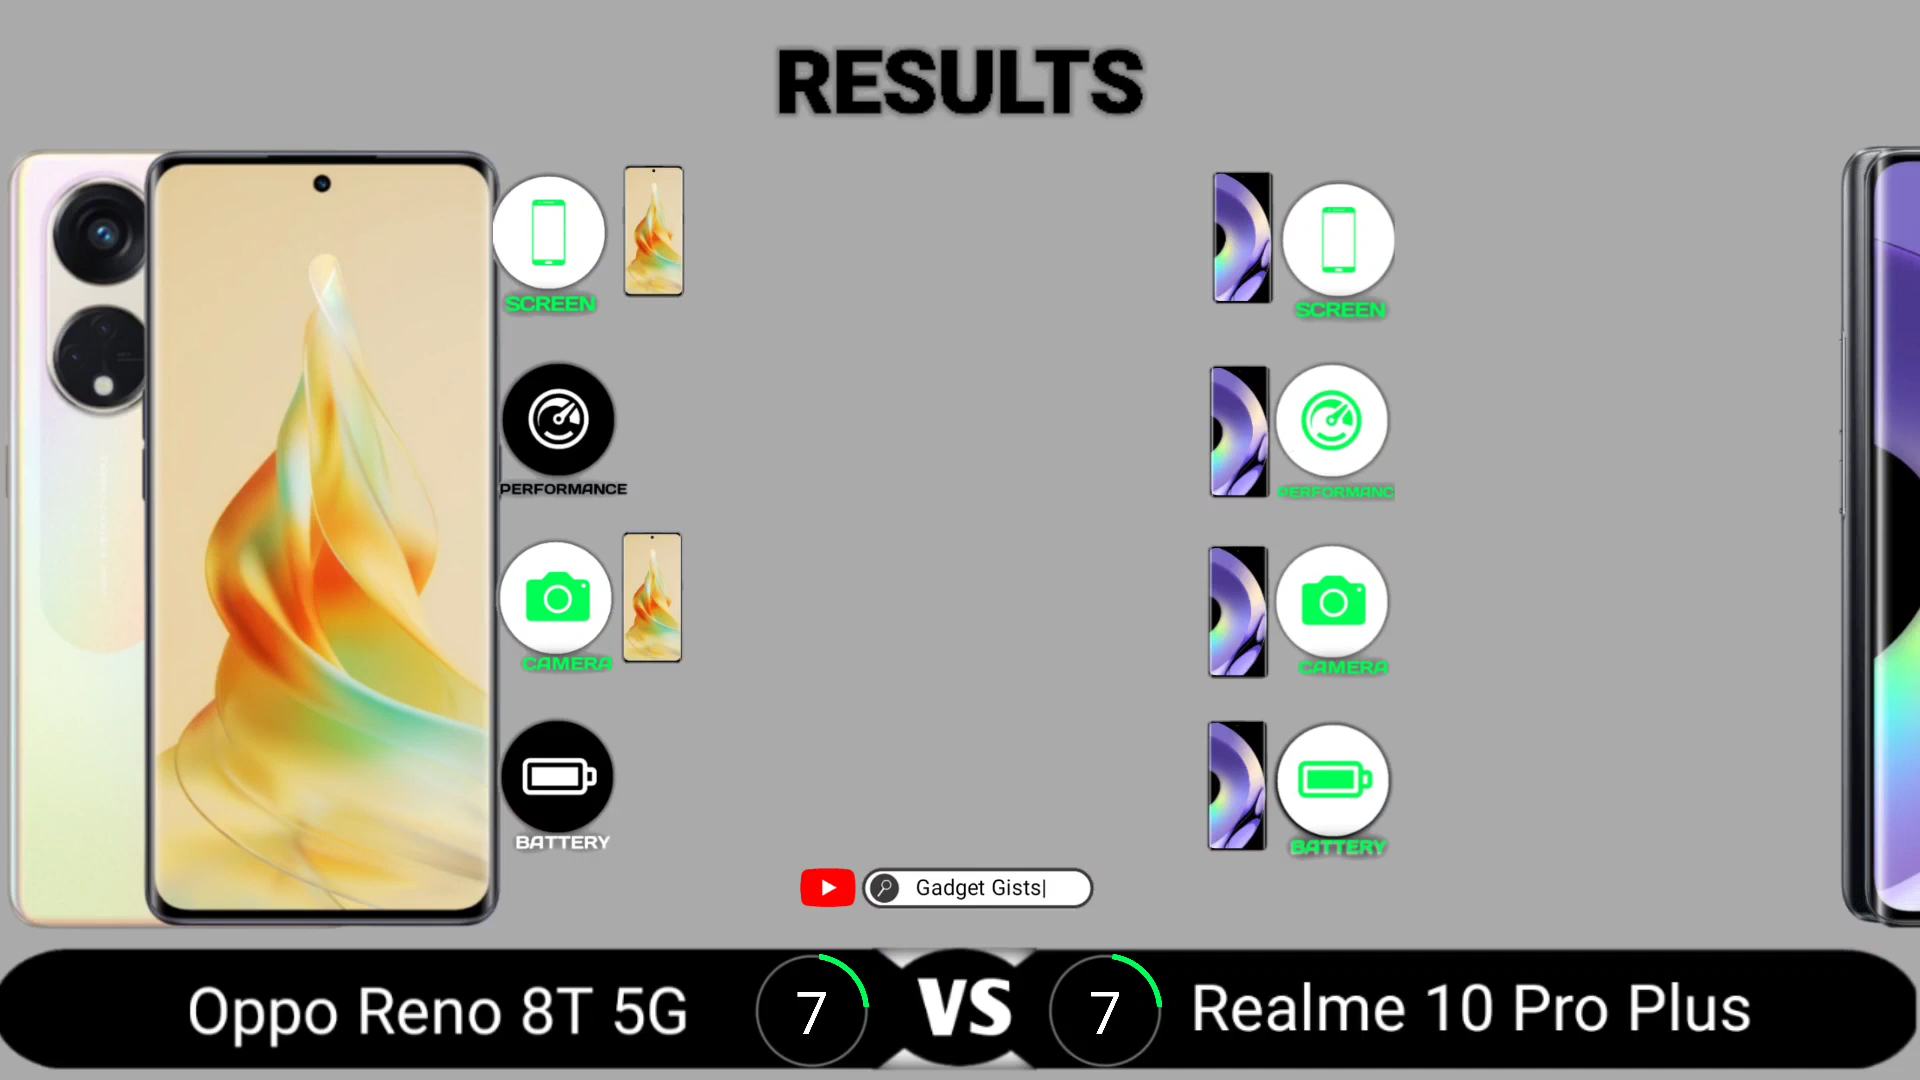 RESULTS
SCREEN
SCREEN
PERFORMANCE
PERFORMANC
CAMERA
CAMERA
BATTERY
BATTERY
Gadget Gists|
Oppo Reno 8T 5G 7 VS 7 Realme 10 Pro Plus